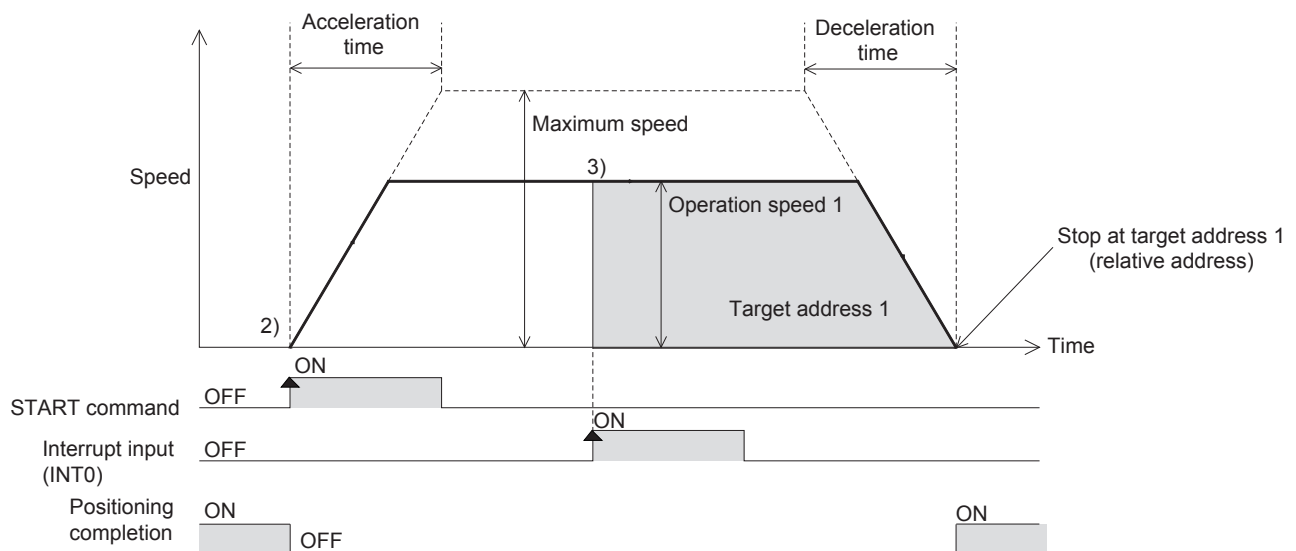 Acceleration
time
Deceleration
time
Maximum speed
3)
Speed
Operation speed 1
Stop at target address 1
(relative address)
Target address 1
2)
Time
ON
OFF
START command
ON
Interrupt input
(INT0)
OFF
Positioning
completion
ON
OFF
ON